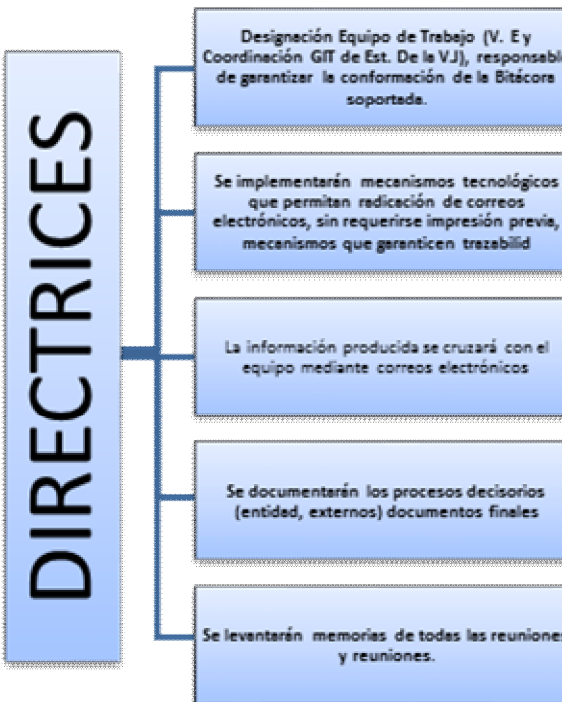 DIRECTRICES
Designación Equipo de Trabajo (V. E y
Coordinación GIT de Est. De la VJ), responsable
de garantizar la conformación de la Bitácora
soportada.
Se implementarán mecanismos tecnológicos
que permitan radicación de correos
electrónicos, sin requerirse impresión previa,
mecanismos que garanticen trazabilid
La información producida se cruzará con el
equipo mediante correos electrónicos
Se documentarán los procesos decisorios
(entidad, externos) documentos finales
Se levantarán memorias de todas las reuniones
y reuniones.